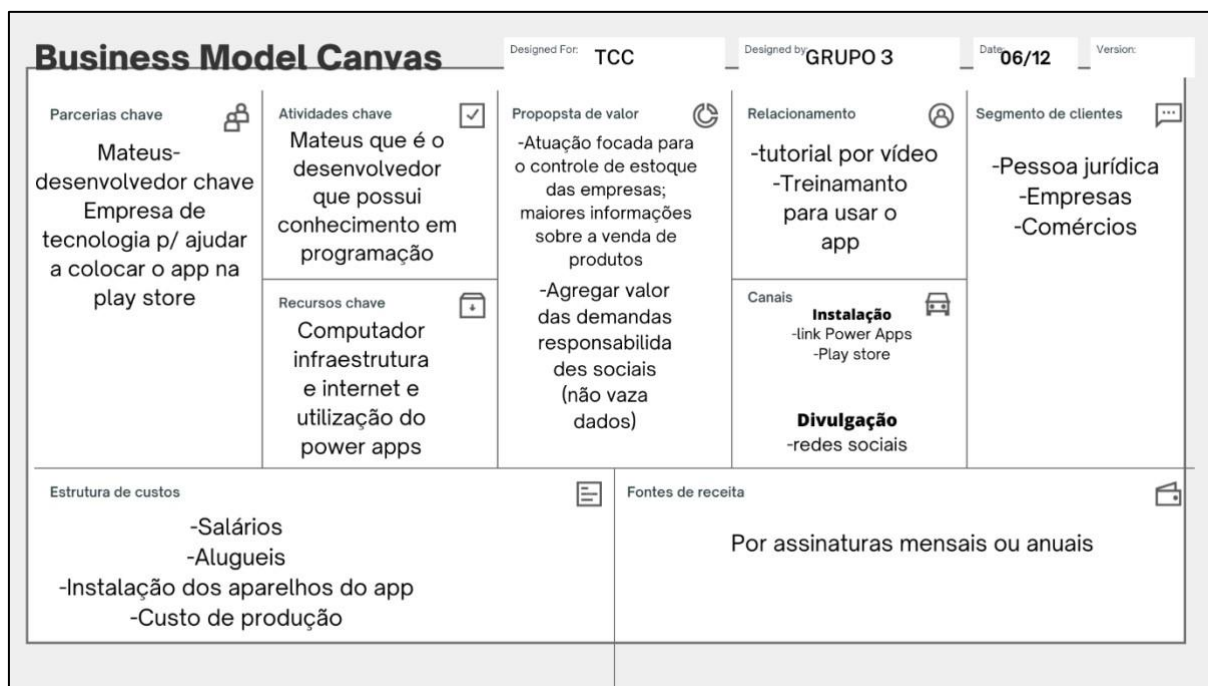 Business Model Canvas
Designed For:
TCC
Designed by:
GRUPO 3
Date:
06/12
Version:
Parcerias chave
Mateus-
desenvolvedor chave
Empresa de
tecnologia p/ ajudar
a colocar o app na
play store
Atividades chave
Mateus que é o
desenvolvedor
que possui
conhecimento em
programação
Recursos chave
Computador
infraestrutura
e internet e
utilização do
power apps
Propopsta de valor
-Atuação focada para
o controle de estoque
das empresas;
maiores informações
sobre a venda de
produtos
-Agregar valor
das demandas
responsabilida
des sociais
(não vaza
dados)
Relacionamento
-tutorial por vídeo
-Treinamanto
para usar o
app
Canais
Instalação
-link Power Apps
-Play store
Divulgação
-redes sociais
Segmento de clientes
-Pessoa jurídica
-Empresas
-Comércios
Estrutura de custos
-Salários
-Alugueis
-Instalação dos aparelhos do app
-Custo de produção
Fontes de receita
Por assinaturas mensais ou anuais